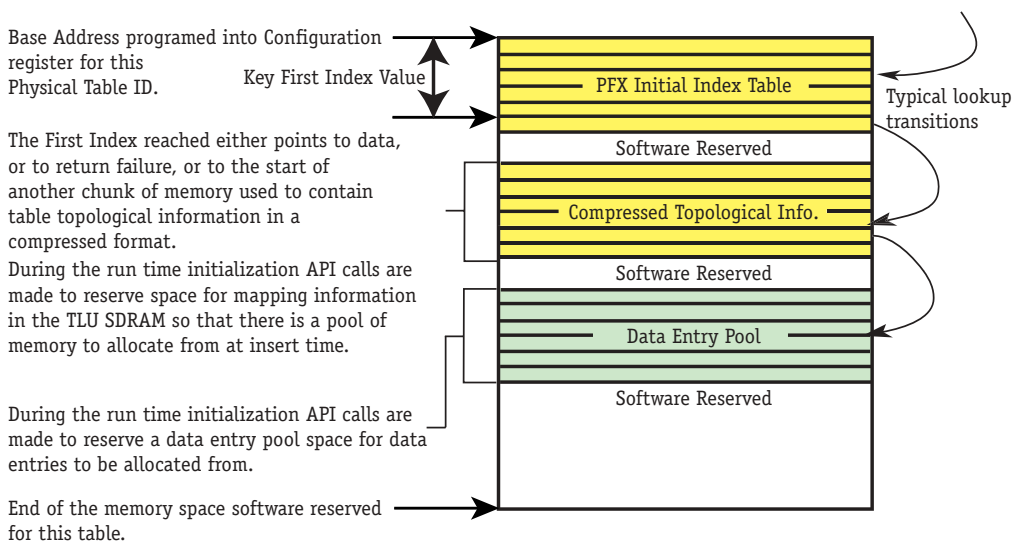 Base Address programed into Configuration
register for this
Physical Table ID.
Key First Index Value
The First Index reached either points to data,
or to return failure, or to the start of
another chunk of memory used to contain
table topological information in a
compressed format.
During the run time initialization API calls are
made to reserve space for mapping information
in the TLU SDRAM so that there is a pool of
memory to allocate from at insert time.
During the run time initialization API calls are
made to reserve a data entry pool space for data
entries to be allocated from.
End of the memory space software reserved
for this table.
PFX Initial Index Table
Software Reserved
Compressed Topological Info.
Software Reserved
Data Entry Pool
Software Reserved
Typical lookup
transitions